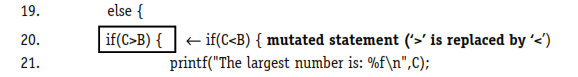 19. else {
20. if(C>B) { ← if(C<B) { mutated statement (‘>’ is replaced by ‘<’)
21. printf("The largest number is: %f\n",C);